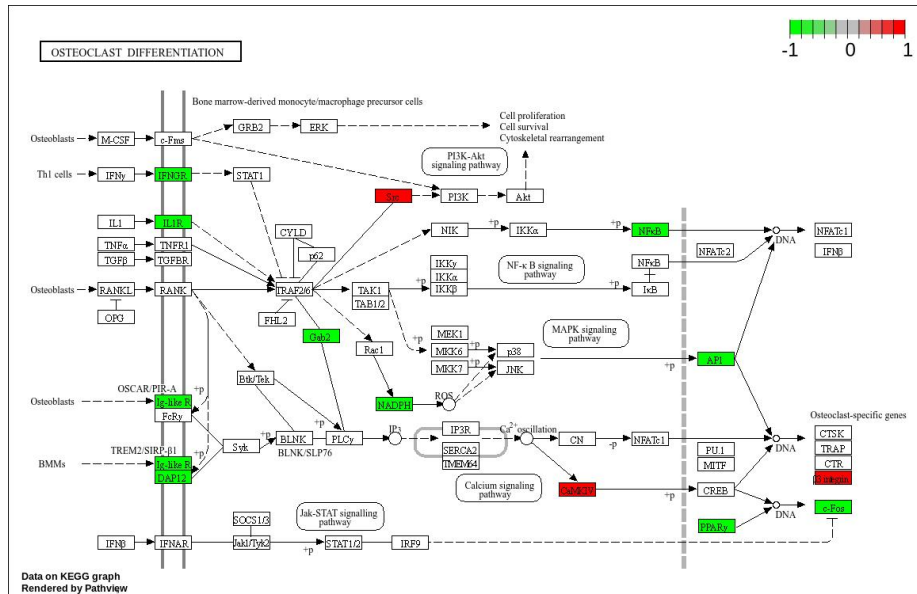 -1 0 1
OSTEOCLAST DIFFERENTIATION
Bone marrow-derived monocyte/macrophage precursor cells
Osteoblasts
M-CSF
c-Fms
GRB2
ERK
Cell proliferation
Cell survival
Cytoskeletal rearrangement
PI3K-Akt
signaling pathway
Th1 cells
IFNγ
IFNGR
STAT1
Src
PI3K
Akt
IL1
IL1R
CYLD
p62
NIK
+p
IKKα
+p
NFκB
DNA
NFATc1
TNFα
TNFR1
TGFβ
TGFBR
IKKγ
IKKα
IKKβ
NF-κ B signaling
pathway
NFκB
IκB
NFATc2
IFNβ
Osteoblasts
RANKL
RANK
TRAF2/6
TAK1
TAB1/2
+p
+p
OPG
FHL2
Gab2
Rac1
+p
MEK1
MKK6
MKK7
+p
+p
p38
JNK
MAPK signaling
pathway
+p
AP1
Btk/Tek
OSCAR/PIR-A
+p
Osteoblasts
Ig-like R
FcRγ
NADPH
ROS
Osteoclast-specific genes
TREM2/SIRP-β1
+p
BMMs
Ig-like R
DAP12
Syk
+p
BLNK
PLCγ
BLNK/SLP76
IP3
IP3R
SERCA2
TMEM64
Ca2+oscillation
CN
-p
NFATc1
DNA
CTSK
TRAP
CTR
PU.1
MITF
Calcium signaling
pathway
CaMKIV
+p
CREB
c-Fos
PPARγ
DNA
Jak-STAT signalling
pathway
SOCS1/3
IFNβ
IFNAR
Jak1/Tyk2
+p
STAT1/2
IRF9
Data on KEGG graph
Rendered by Pathview